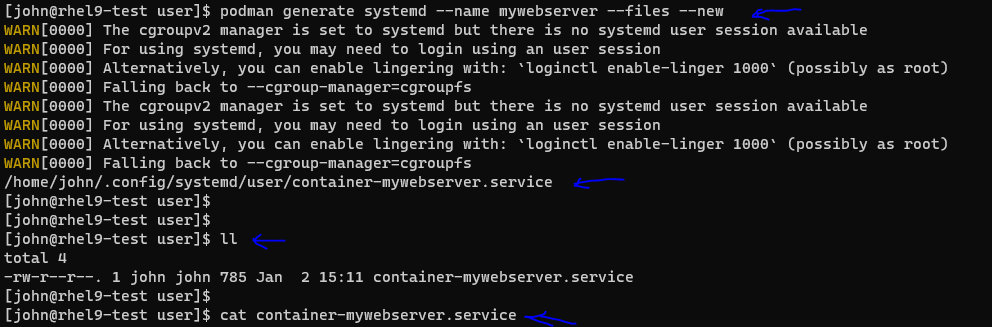 [john@rhel9-test user]$ podman generate systemd --name mywebserver --files --new
WARN[0000] The cgroupv2 manager is set to systemd but there is no systemd user session available
WARN[0000] For using systemd, you may need to login using an user session
WARN[0000] Alternatively, you can enable lingering with: `loginctl enable-linger 1000` (possibly as root)
WARN[0000] Falling back to --cgroup-manager=cgroupfs
WARN[0000] The cgroupv2 manager is set to systemd but there is no systemd user session available
WARN[0000] For using systemd, you may need to login using an user session
WARN[0000] Alternatively, you can enable lingering with: `loginctl enable-linger 1000` (possibly as root)
WARN[0000] Falling back to --cgroup-manager=cgroupfs
/home/john/.config/systemd/user/container-mywebserver.service
[john@rhel9-test user]$
[john@rhel9-test user]$
[john@rhel9-test user]$ ll
total 4
-rw-r--r--. 1 john john 785 Jan  2 15:11 container-mywebserver.service
[john@rhel9-test user]$
[john@rhel9-test user]$ cat container-mywebserver.service